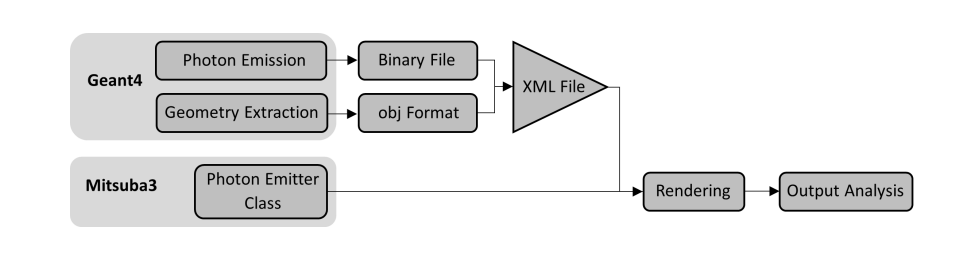 Geant4
Photon Emission
Binary File
Geometry Extraction
obj Format
XML File
Mitsuba3
Photon Emitter
Class
Rendering
Output Analysis